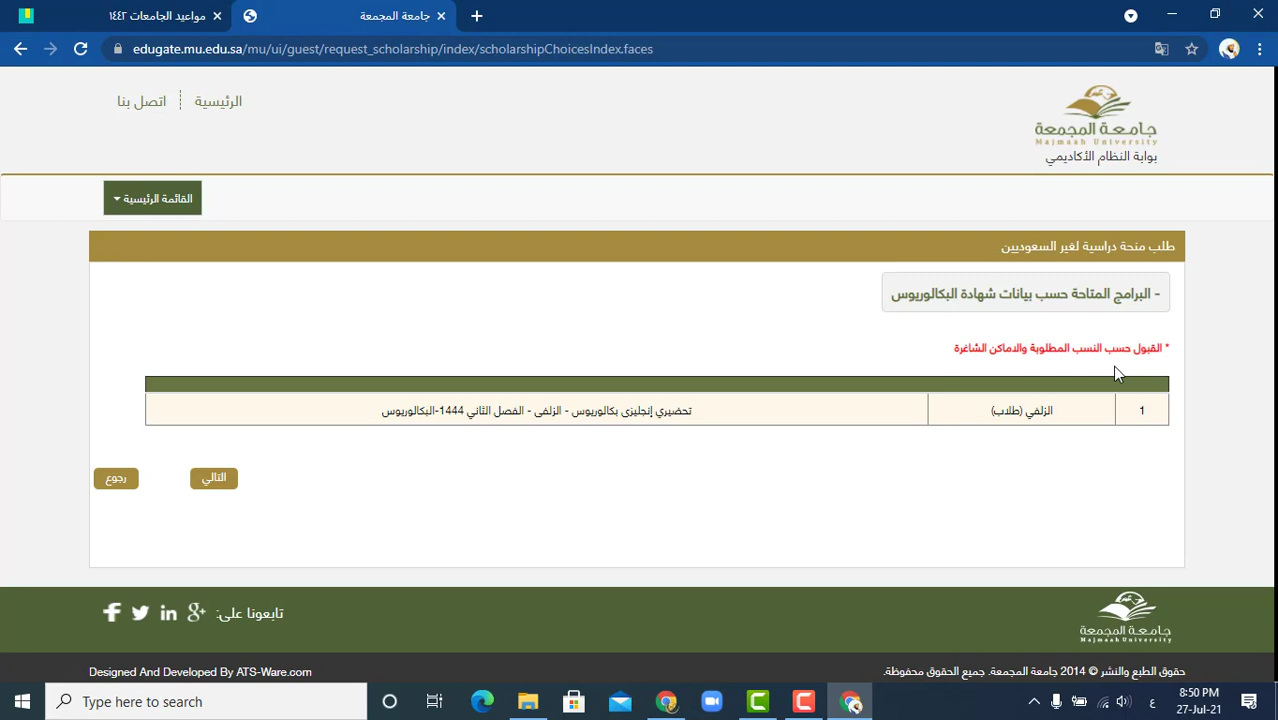 مواعيد الجامعات ١٤٤٢
جامعة المجمعة
edugate.mu.edu.sa/mu/ui/guest/request_scholarship/index/scholarshipChoicesIndex.faces
الرئيسية
اتصل بنا
جامعة المجمعة
Majmaah University
بوابة النظام الأكاديمي
القائمة الرئيسية
طلب منحة دراسية لغير السعوديين
- البرامج المتاحة حسب بيانات شهادة البكالوريوس
* القبول حسب النسب المطلوبة والاماكن الشاغرة
1 الزلفي (طلاب) تحضيري إنجليزى بكالوريوس - الزلفى - الفصل الثاني 1444-البكالوريوس
التالي
رجوع
جامعة المجمعة
Majmaah University
تابعونا على:
حقوق الطبع والنشر © 2014 جامعة المجمعة. جميع الحقوق محفوظة.
Designed And Developed By ATS-Ware.com
Type here to search
ع
8:50 PM
27-Jul-21